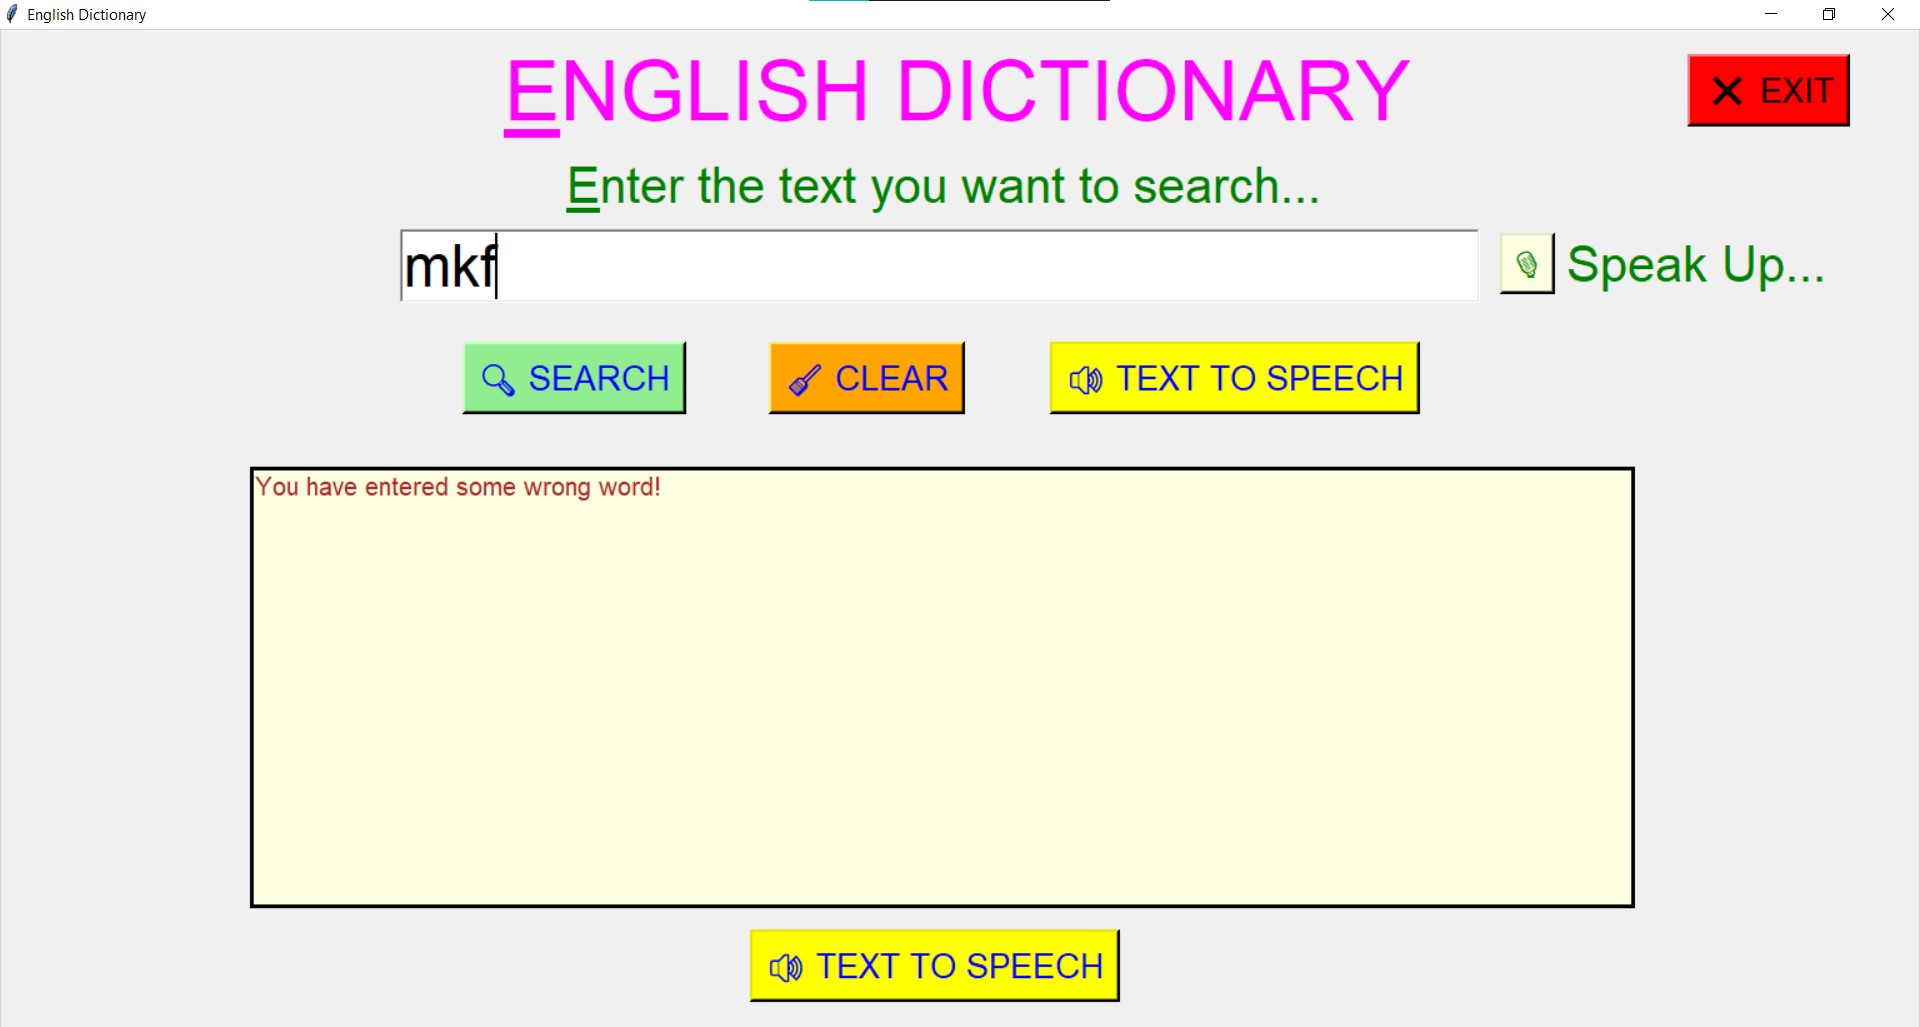 English Dictionary
ENGLISH DICTIONARY
EXIT
Enter the text you want to search...
mkf
Speak Up...
SEARCH
CLEAR
TEXT TO SPEECH
You have entered some wrong word!
TEXT TO SPEECH